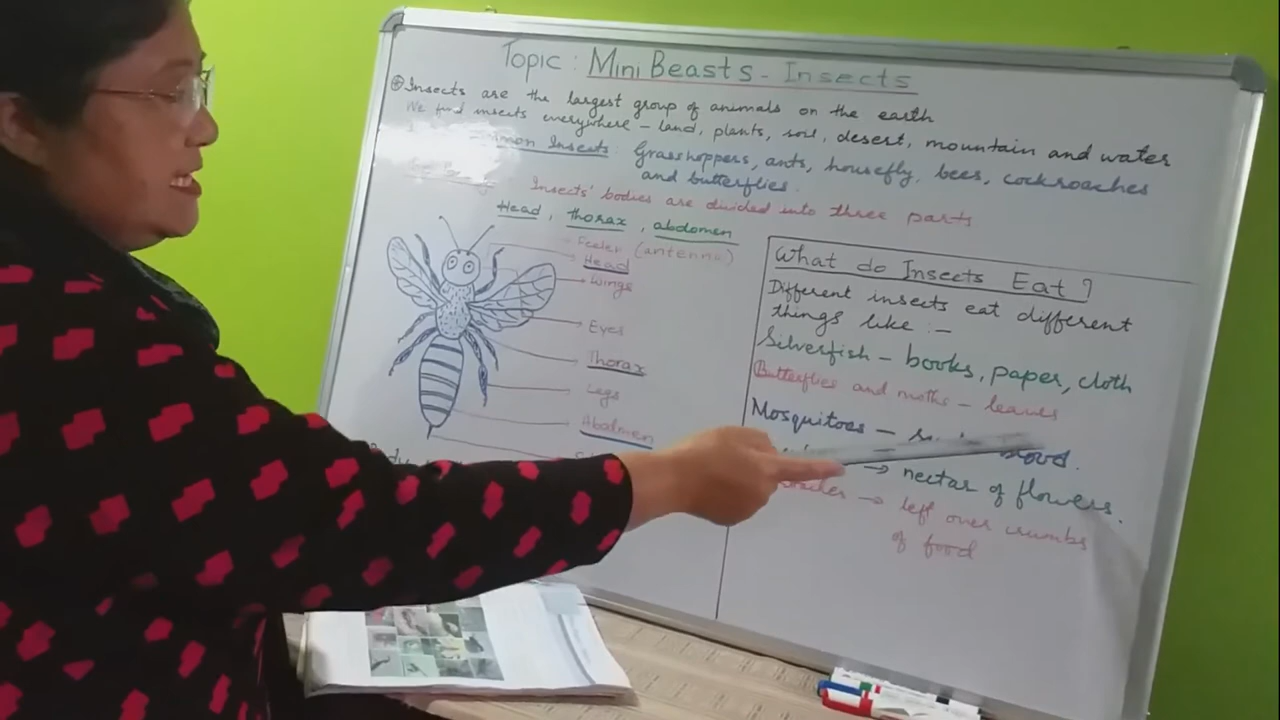 Topic : Mini Beasts - Insects
Insects are the largest group of animals on the earth
We find insects everywhere – land, plants, soil, desert, mountain and water
Insects : Grasshoppers, ants, housefly, bees, cockroaches
and butterflies.
Insects' bodies are divided into three parts
Head, thorax, abdomen
Feeler (antenna)
Head
Wings
Eyes
Thorax
Legs
Abdomen
What do Insects Eat ?
Different insects eat different
things like :-
Silverfish – books, paper, cloth
Butterflies and moths – leaves
Mosquitoes – blood.
→ nectar of flowers.
→ left over crumbs
of food